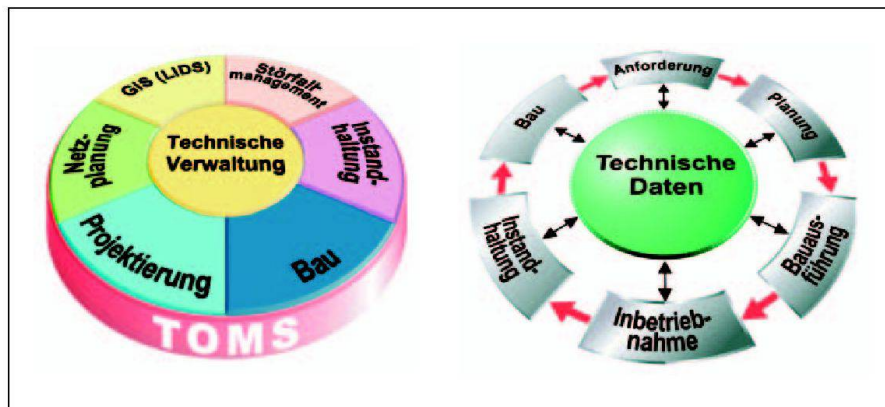 GIS (LIDS)
Störfall-
management
Instand-
haltung
Bau
Projektierung
Netz-
planung
Technische
Verwaltung
TOMS
Anforderung
Planung
Bauaus-
führung
Inbetrieb-
nahme
Instand-
haltung
Bau
Technische
Daten